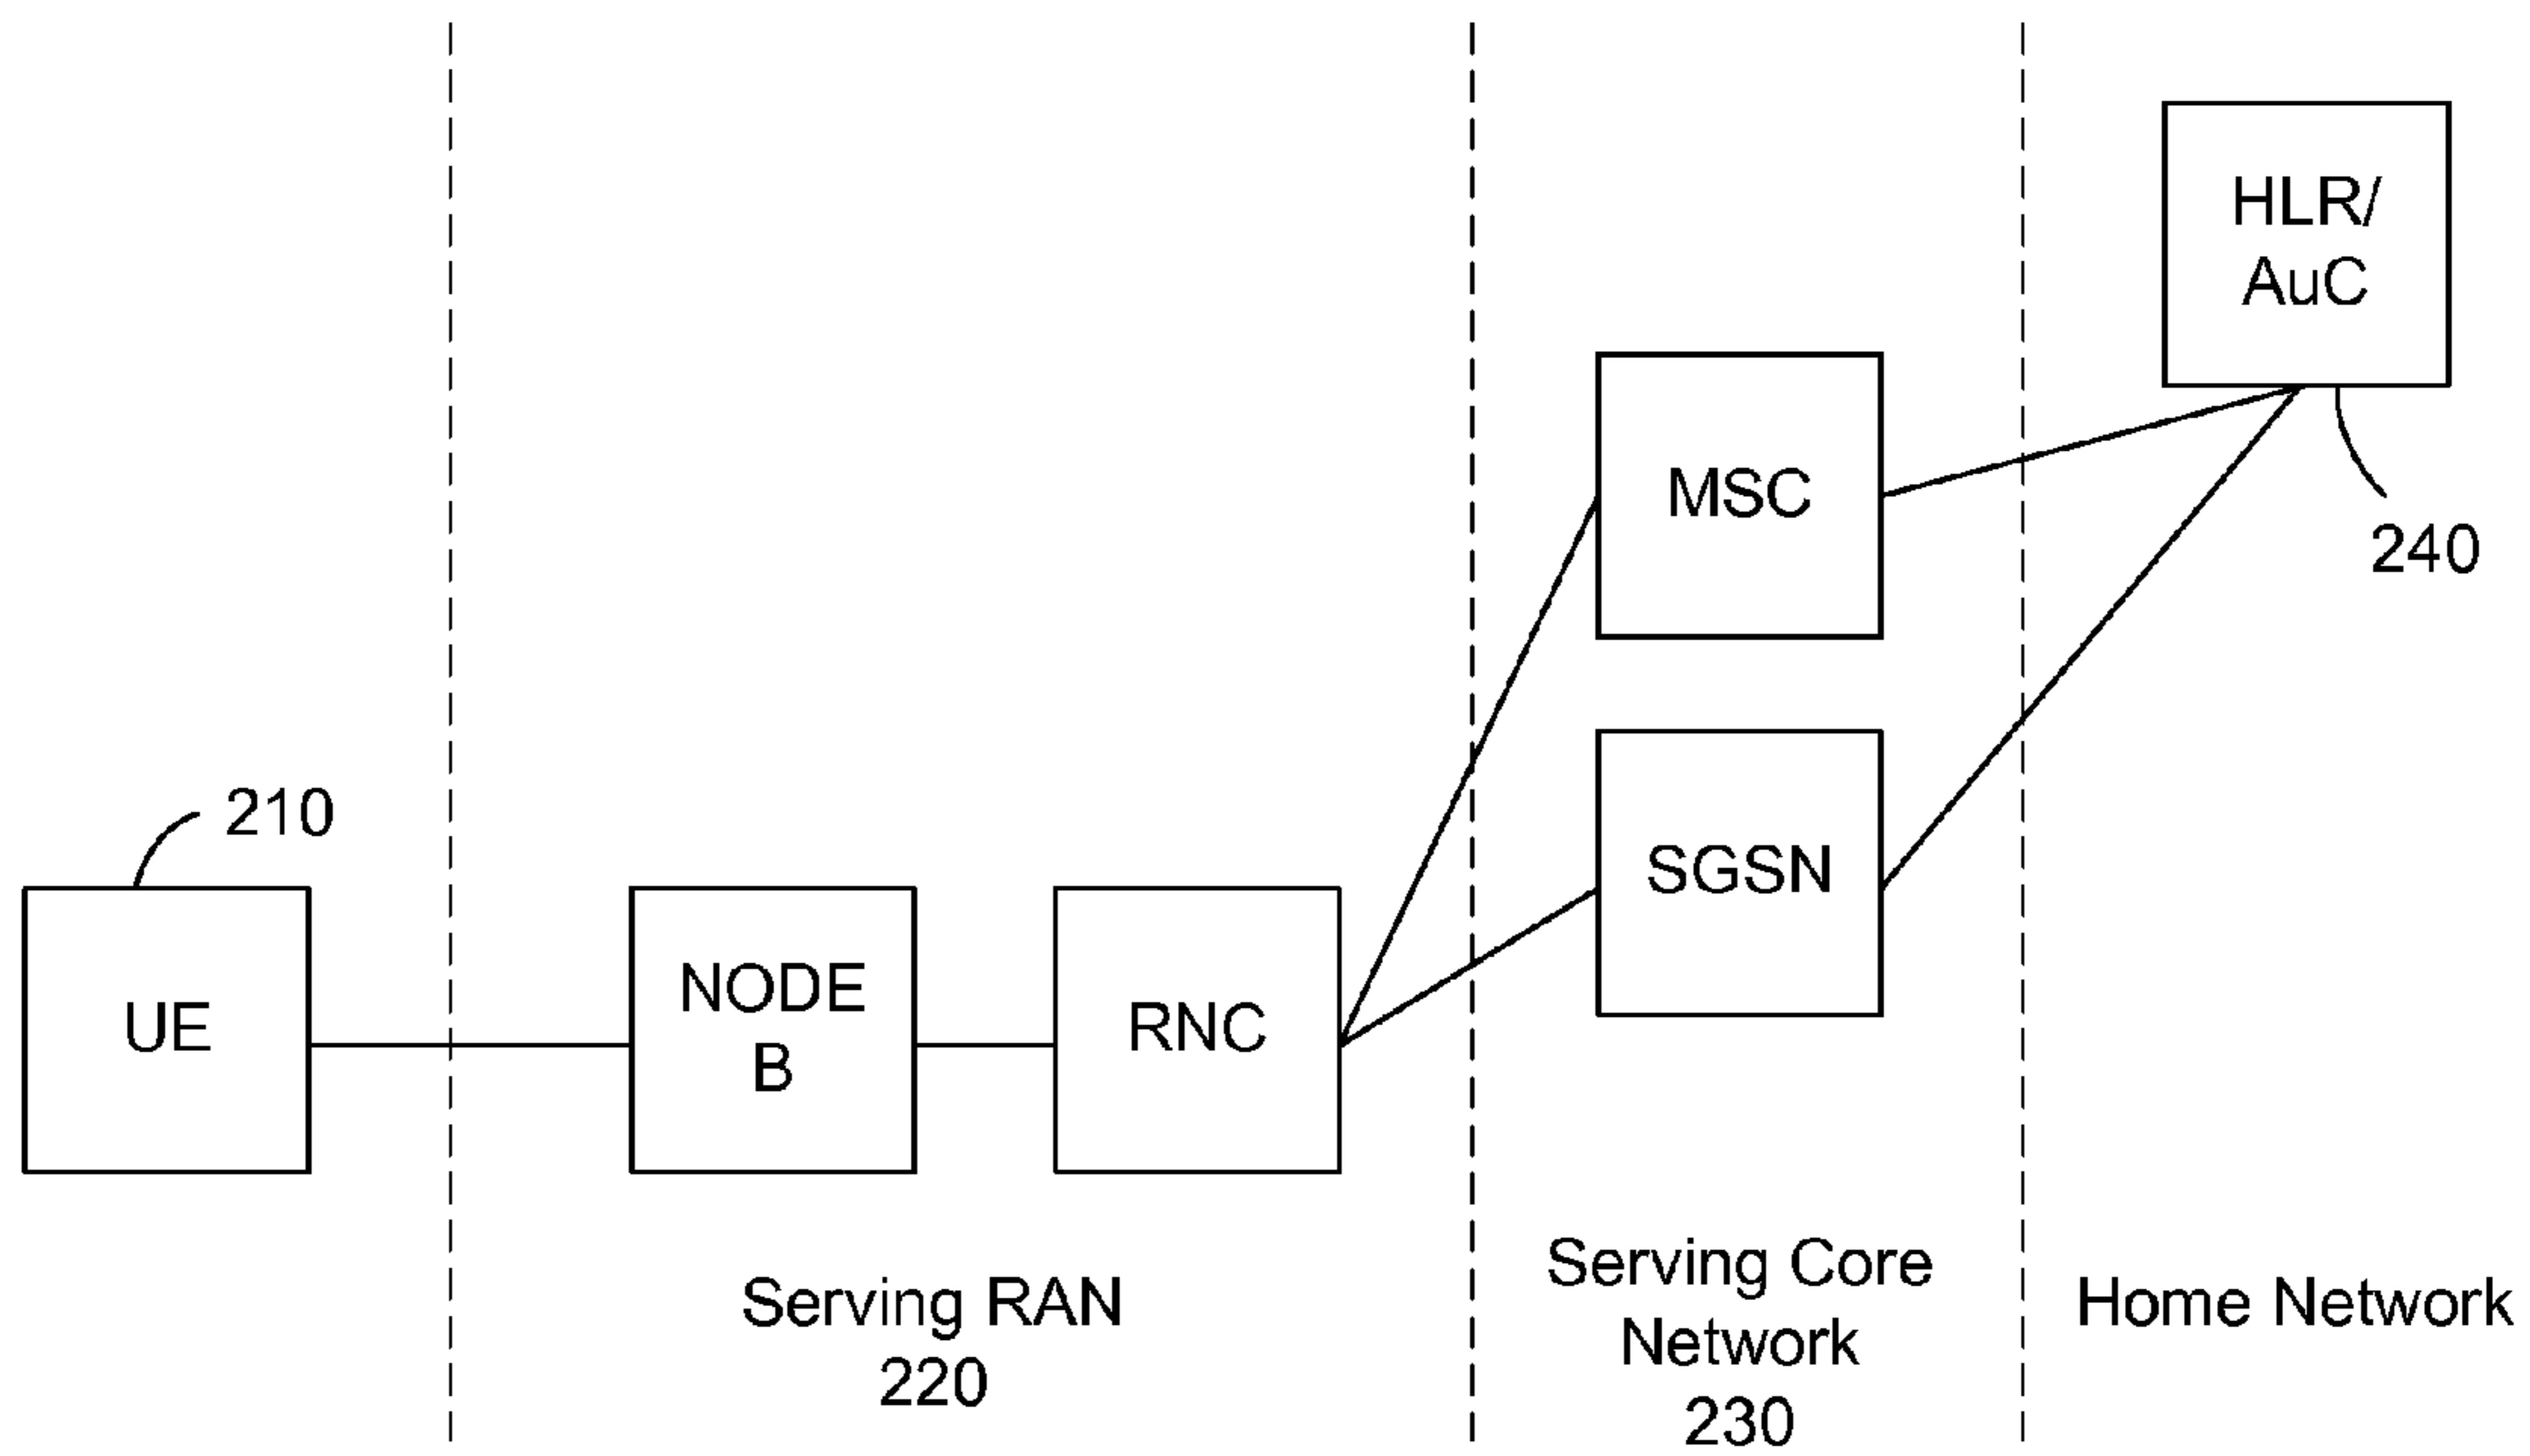 HLR/
AuC
240
MSC
SGSN
210
UE
NODE
B
RNC
Serving RAN
220
Serving Core
Network
230
Home Network